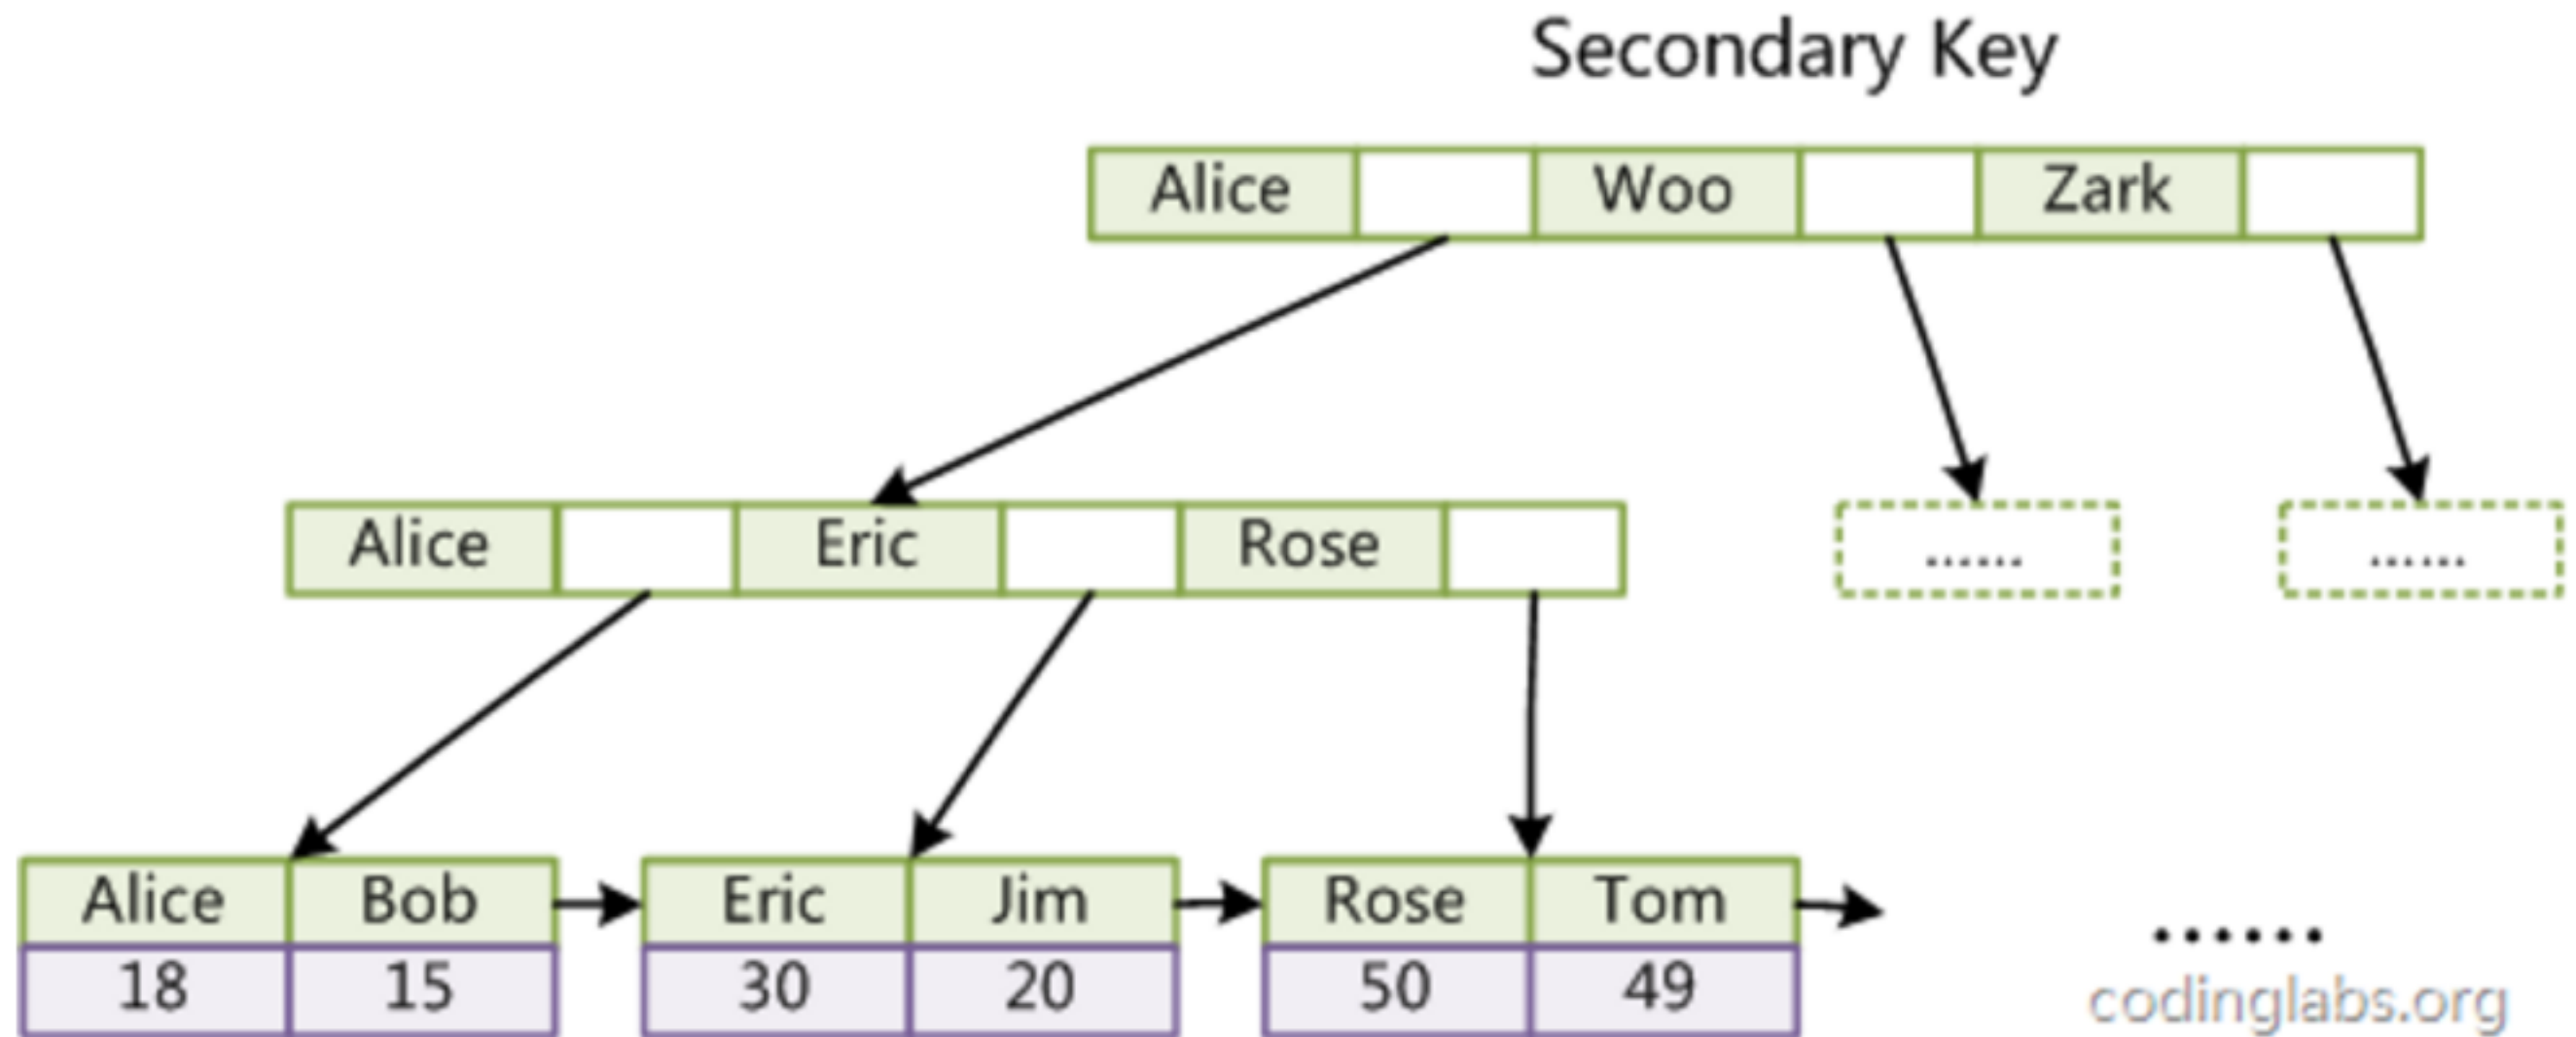 Secondary Key
Alice Woo Zark
Alice Eric Rose ...... ......
Alice Bob Eric Jim Rose Tom
......
18 15 30 20 50 49
codinglabs.org